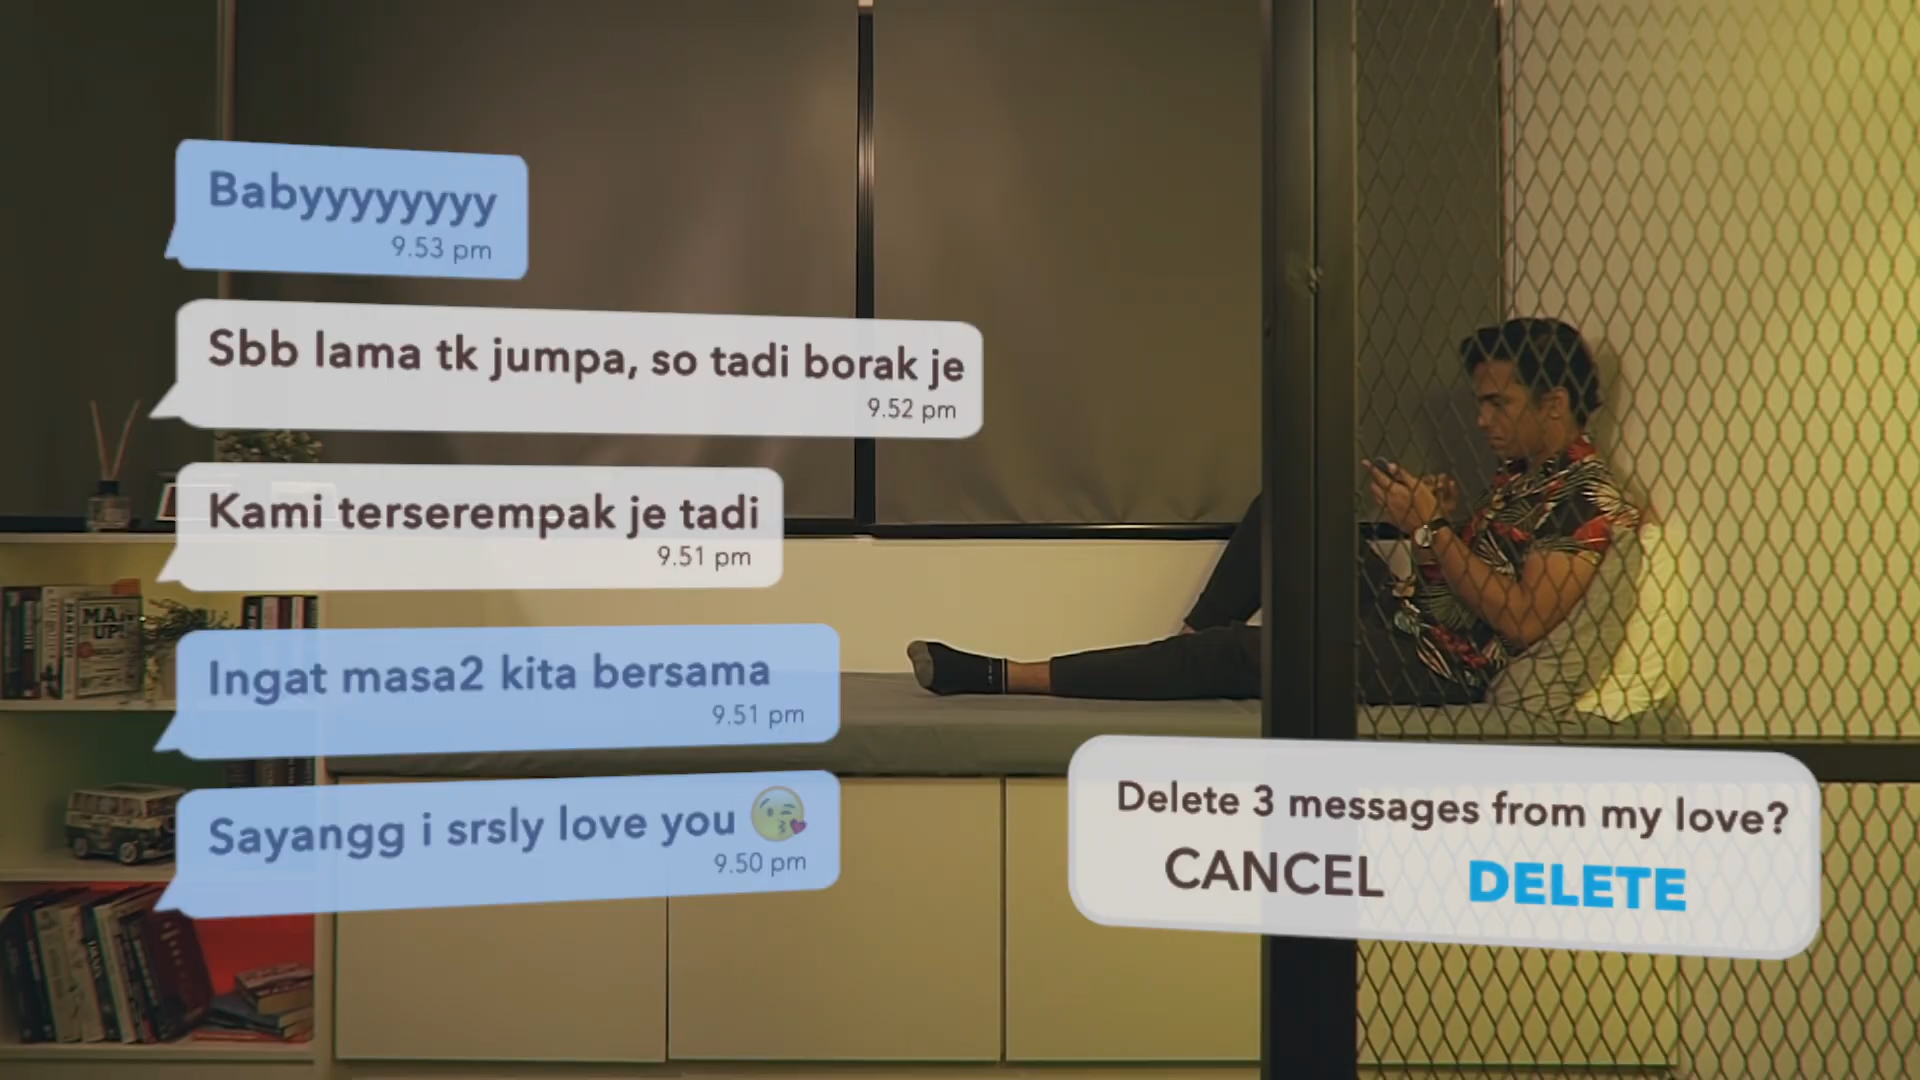 Babyyyyyyyy
9.53 pm
Sbb lama tk jumpa, so tadi borak je
9.52 pm
Kami terserempak je tadi
9.51 pm
Ingat masa2 kita bersama
9.51 pm
Sayangg i srsly love you 😘
9.50 pm
Delete 3 messages from my love?
CANCEL DELETE
MAN
UP!